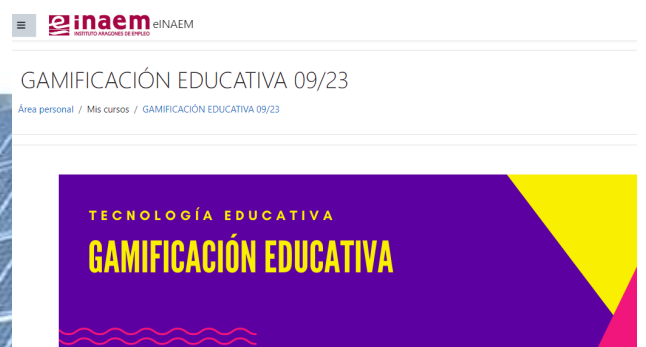 einaem eINAEM
INSTITUTO ARAGONES DE EMPLEO
GAMIFICACIÓN EDUCATIVA 09/23
Área personal / Mis cursos / GAMIFICACIÓN EDUCATIVA 09/23
TECNOLOGÍA EDUCATIVA
GAMIFICACIÓN EDUCATIVA